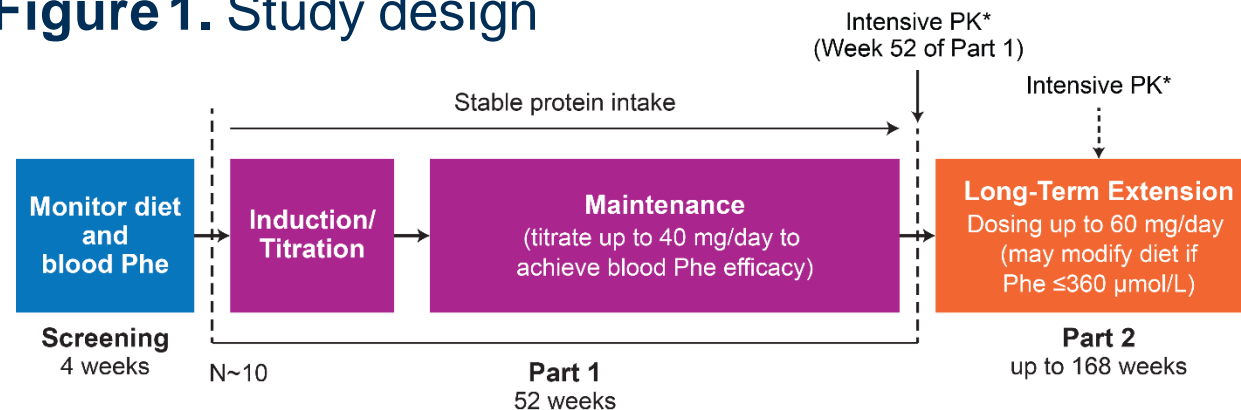 Figure 1. Study design
Intensive PK*
(Week 52 of Part 1)
Intensive PK*
Stable protein intake
Monitor diet
and
blood Phe
Induction/
Titration
Maintenance
(titrate up to 40 mg/day to
achieve blood Phe efficacy)
Long-Term Extension
Dosing up to 60 mg/day
(may modify diet if
Phe ≤360 μmol/L)
Screening
4 weeks
N~10
Part 1
52 weeks
Part 2
up to 168 weeks